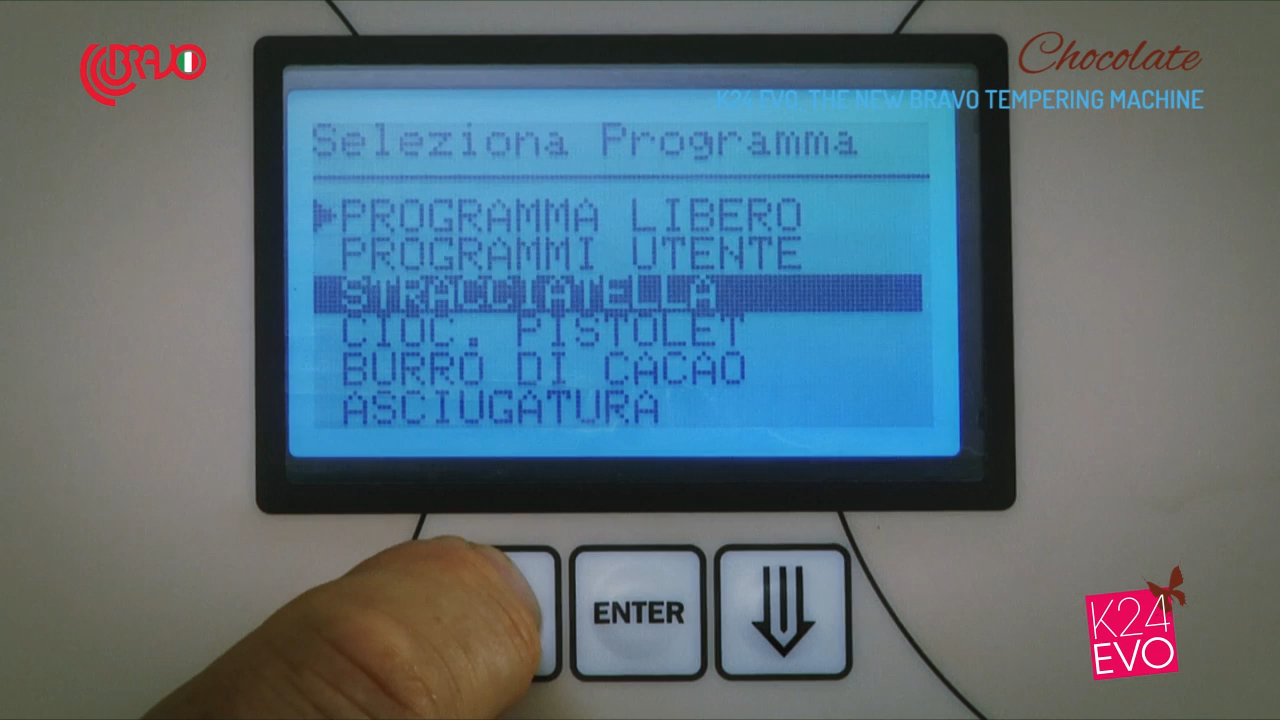 BRAVO
Chocolate
K24 EVO, THE NEW BRAVO TEMPERING MACHINE
Seleziona Programma
PROGRAMMA LIBERO
PROGRAMMI UTENTE
STRACCIATELLA
CIOC. PISTOLET
BURRO DI CACAO
ASCIUGATURA
ENTER
K24
EVO